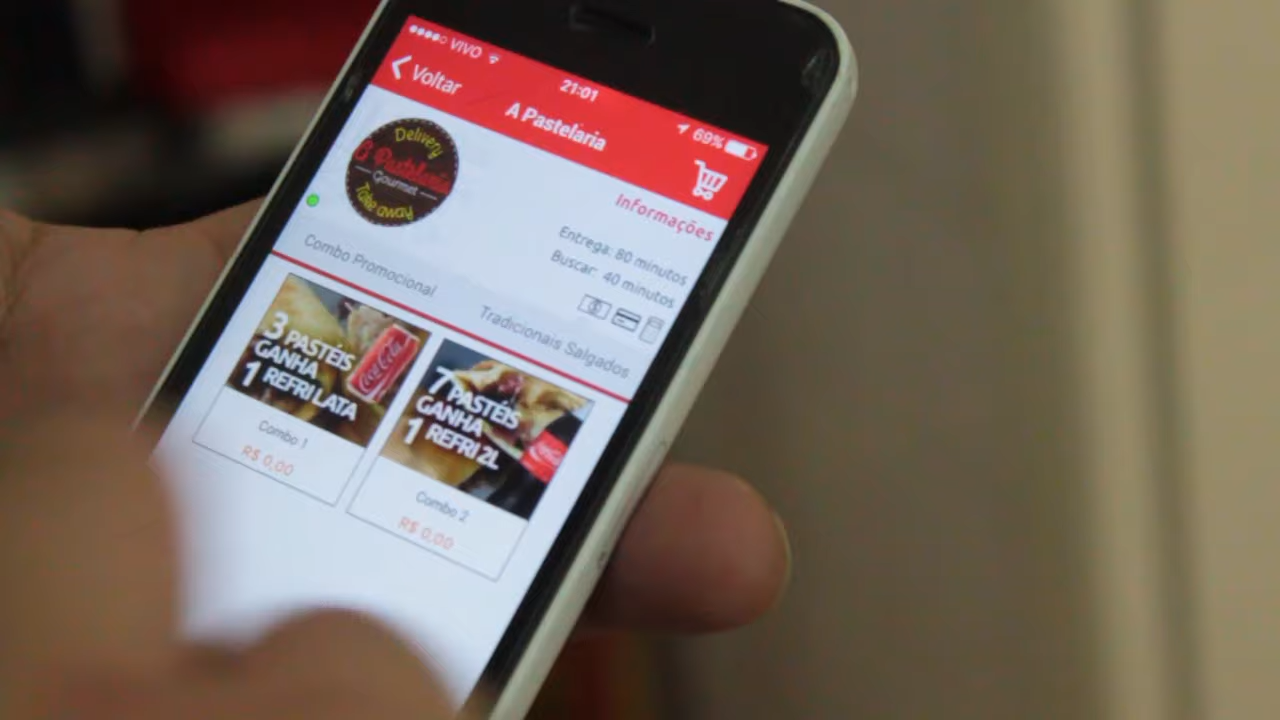 VIVO
21:01
69%
Voltar
A Pastelaria
Delivery
A Pastelaria
Gourmet
Take away
Informações
Entrega: 80 minutos
Buscar: 40 minutos
Combo Promocional
Tradicionais Salgados
3 PASTÉIS
GANHA
1 REFRI LATA
Coca-Cola
Combo 1
R$ 0,00
7 PASTÉIS
GANHA
1 REFRI 2L
Combo 2
R$ 0,00